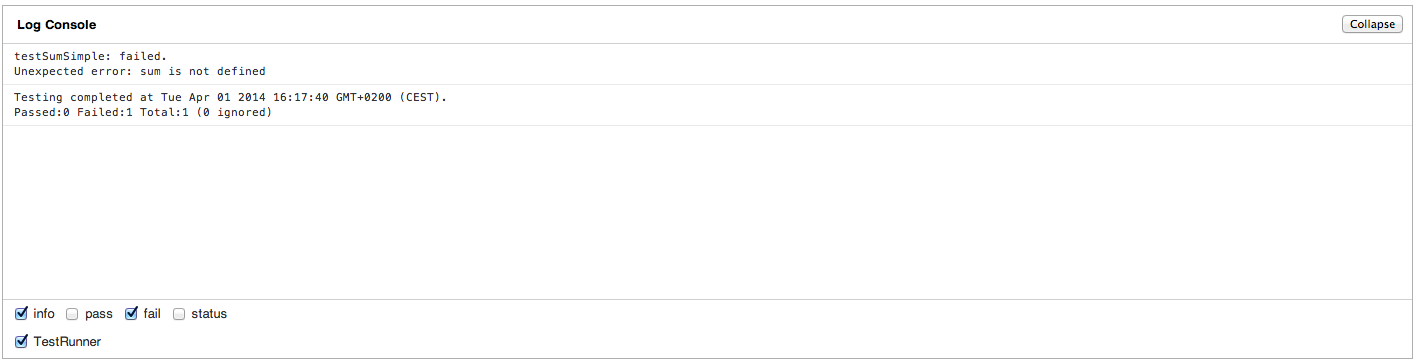 Log Console
Collapse
testSumSimple: failed.
Unexpected error: sum is not defined
Testing completed at Tue Apr 01 2014 16:17:40 GMT+0200 (CEST).
Passed:0 Failed:1 Total:1 (0 ignored)
info pass fail status
TestRunner